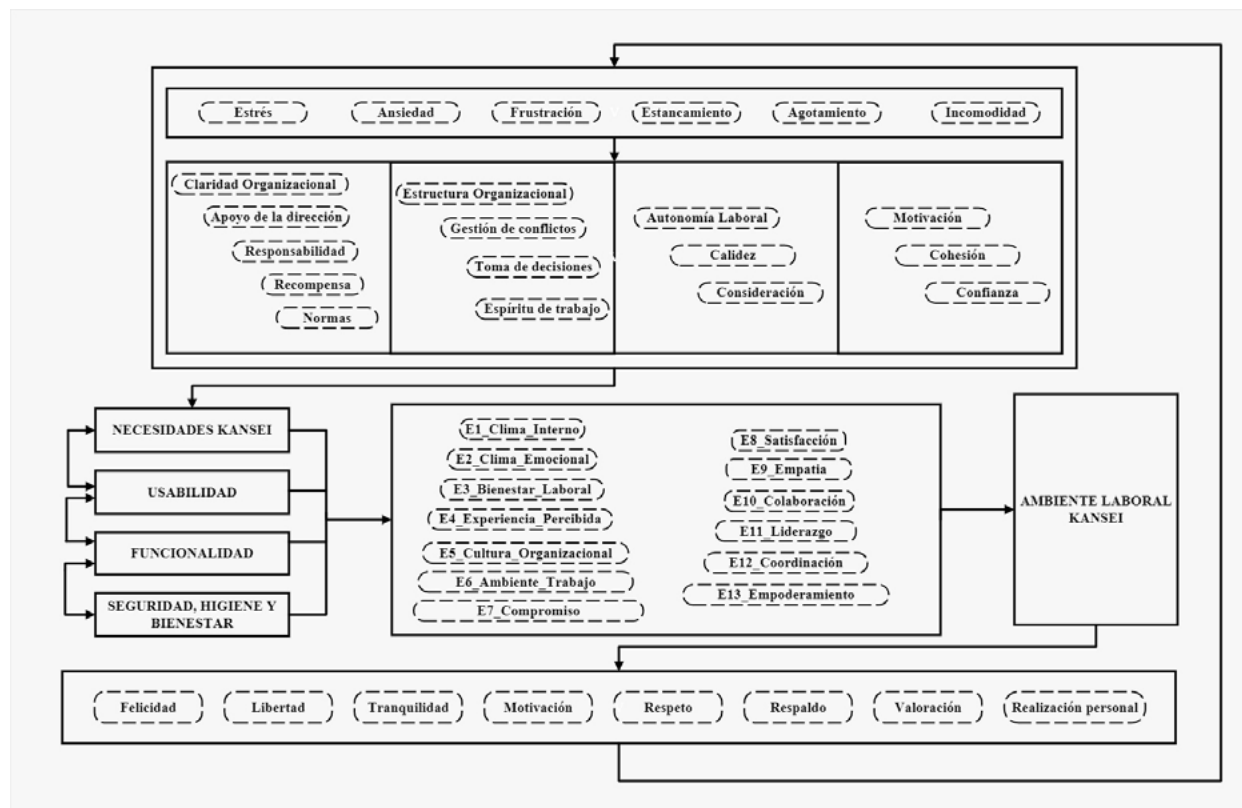 Estrés
Ansiedad
Frustración
Estancamiento
Agotamiento
Incomodidad
Claridad Organizacional
Apoyo de la dirección
Responsabilidad
Recompensa
Normas
Estructura Organizacional
Gestión de conflictos
Toma de decisiones
Espíritu de trabajo
Autonomía Laboral
Calidez
Consideración
Motivación
Cohesión
Confianza
NECESIDADES KANSEI
USABILIDAD
FUNCIONALIDAD
SEGURIDAD, HIGIENE Y
BIENESTAR
E1_Clima_Interno
E2_Clima_Emocional
E3_Bienestar_Laboral
E4_Experiencia_Percibida
E5_Cultura_Organizacional
E6_Ambiente_Trabajo
E7_Compromiso
E8_Satisfacción
E9_Empatia
E10_Colaboración
E11_Liderazgo
E12_Coordinación
E13_Empoderamiento
AMBIENTE LABORAL
KANSEI
Felicidad
Libertad
Tranquilidad
Motivación
Respeto
Respaldo
Valoración
Realización personal